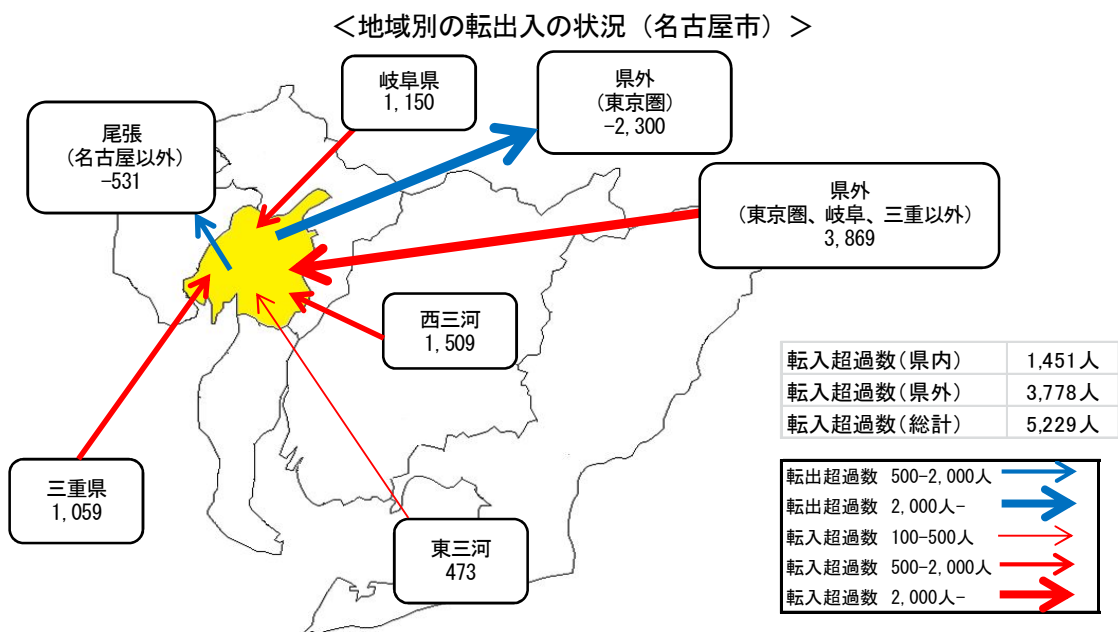 ＜地域別の転出入の状況（名古屋市）＞
岐阜県
1,150
県外
（東京圏）
-2,300
尾張
（名古屋以外）
-531
県外
（東京圏、岐阜、三重以外）
3,869
西三河
1,509
三重県
1,059
東三河
473
転入超過数（県内） 1,451人
転入超過数（県外） 3,778人
転入超過数（総計） 5,229人
転出超過数 500-2,000人
転出超過数 2,000人-
転入超過数 100-500人
転入超過数 500-2,000人
転入超過数 2,000人-